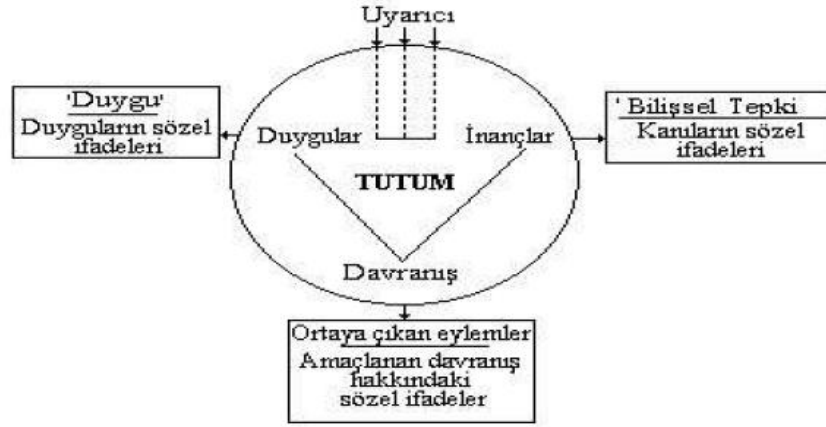 Uyarıcı
'Duygu'
Duyguların sözel
ifadeleri
Duygular
İnançlar
TUTUM
Davranış
' Bilişsel Tepki
Kanıların sözel
ifadeleri
Ortaya çıkan eylemler
Amaçlanan davranış
hakkındaki
sözel ifadeler